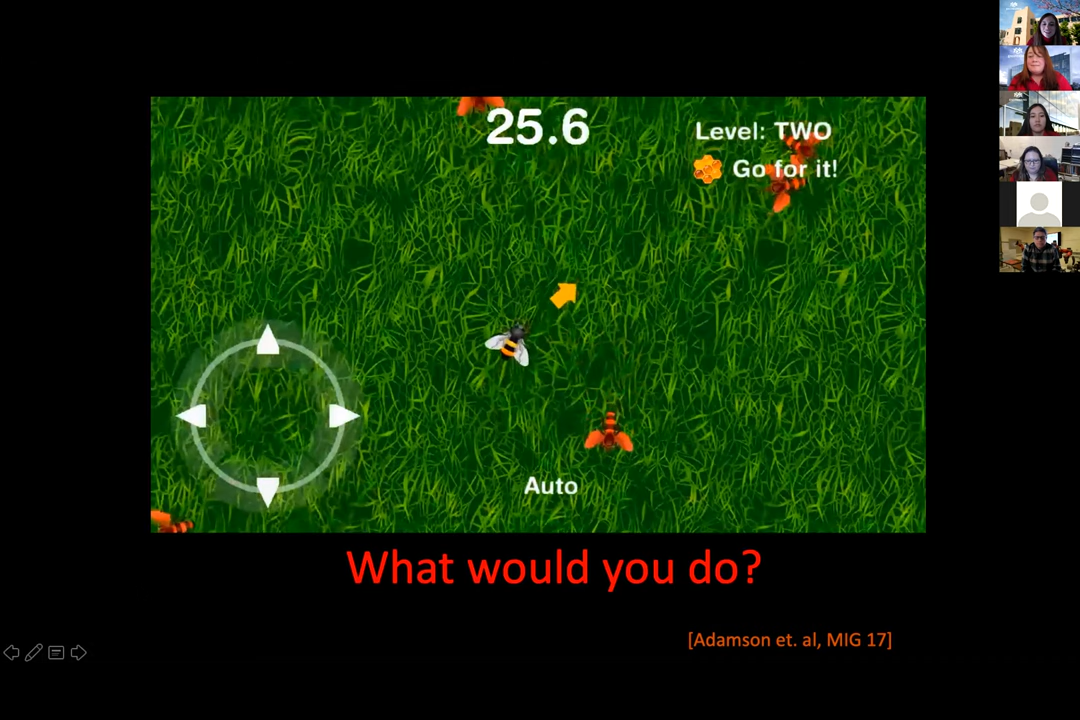 25.6
Level: TWO
Go for it!
Auto
What would you do?
[Adamson et. al, MIG 17]